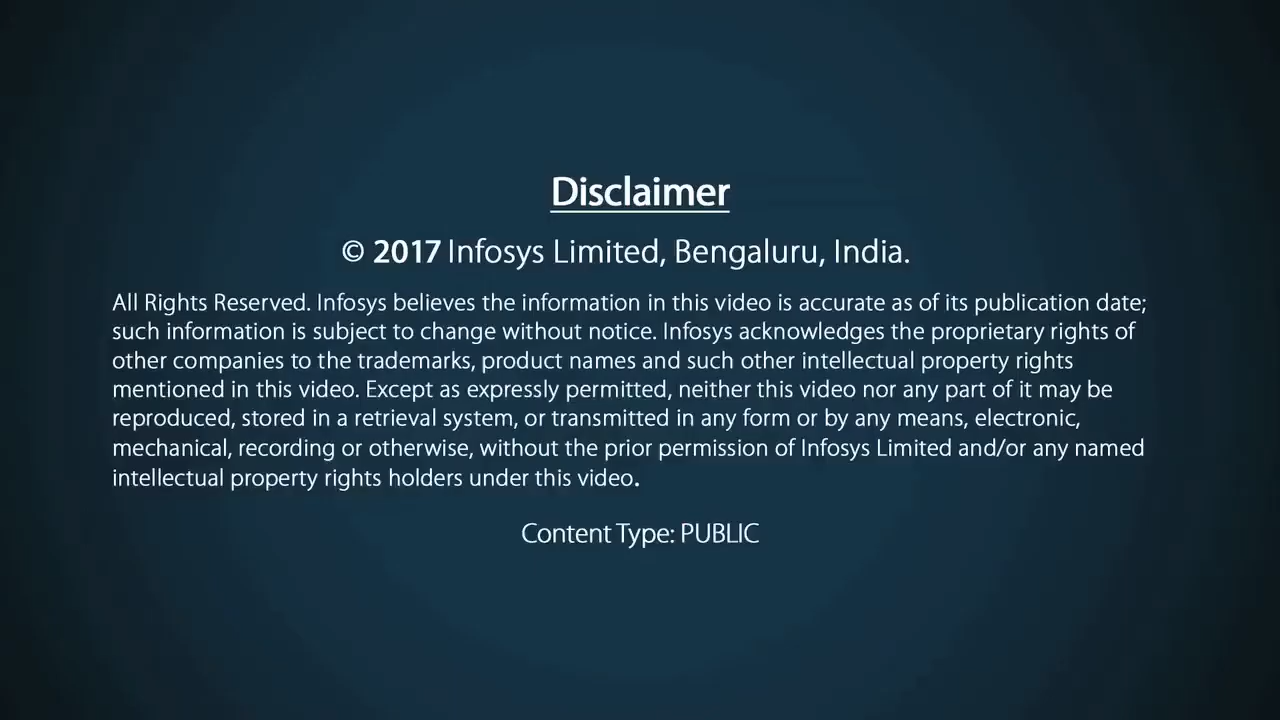 Disclaimer
© 2017 Infosys Limited, Bengaluru, India.
All Rights Reserved. Infosys believes the information in this video is accurate as of its publication date;
such information is subject to change without notice. Infosys acknowledges the proprietary rights of
other companies to the trademarks, product names and such other intellectual property rights
mentioned in this video. Except as expressly permitted, neither this video nor any part of it may be
reproduced, stored in a retrieval system, or transmitted in any form or by any means, electronic,
mechanical, recording or otherwise, without the prior permission of Infosys Limited and/or any named
intellectual property rights holders under this video.
Content Type: PUBLIC